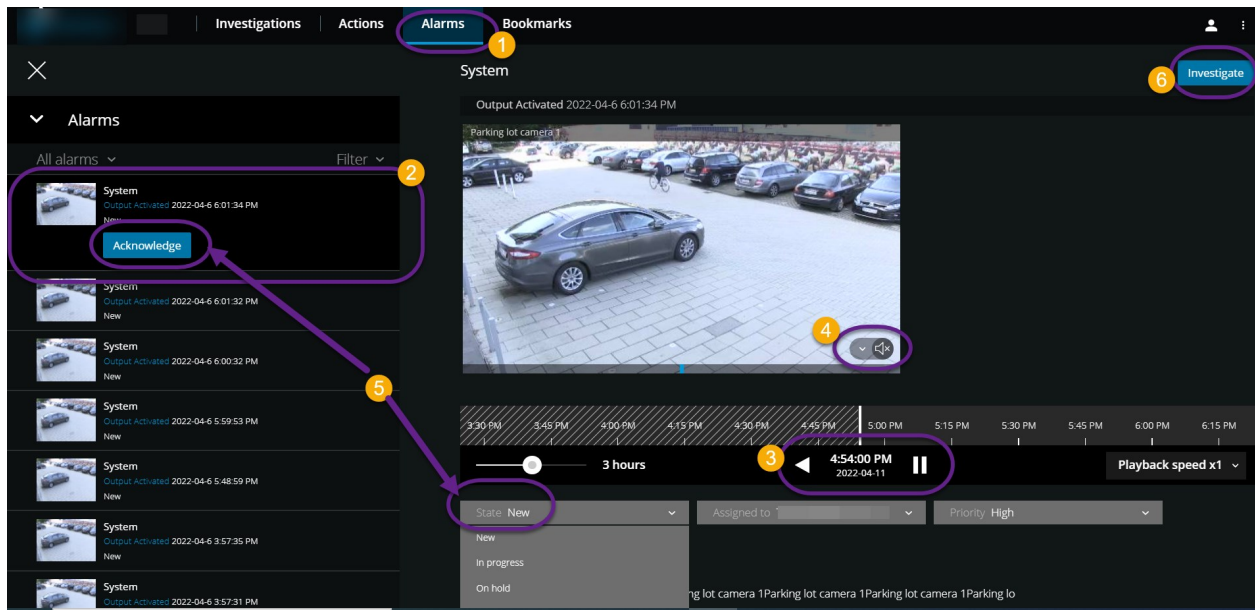 Investigations
Actions
Alarms
Bookmarks
1
System
6
Investigate
Output Activated 2022-04-6 6:01:34 PM
Alarms
All alarms
Filter
2
System
Output Activated 2022-04-6 6:01:34 PM
New
Acknowledge
System
Output Activated 2022-04-6 6:01:32 PM
New
System
Output Activated 2022-04-6 6:00:32 PM
New
System
Output Activated 2022-04-6 5:59:53 PM
New
System
Output Activated 2022-04-6 5:48:59 PM
New
System
Output Activated 2022-04-6 3:57:35 PM
New
System
Output Activated 2022-04-6 3:57:31 PM
5
Parking lot camera 1
4
3:30 PM 3:45 PM 4:00 PM 4:15 PM 4:30 PM 4:45 PM 5:00 PM 5:15 PM 5:30 PM 5:45 PM 6:00 PM 6:15 PM
3 hours
3
4:54:00 PM
2022-04-11
Playback speed x1
State New
Assigned to
Priority High
New
In progress
On hold
ng lot camera 1Parking lot camera 1Parking lot camera 1Parking lo